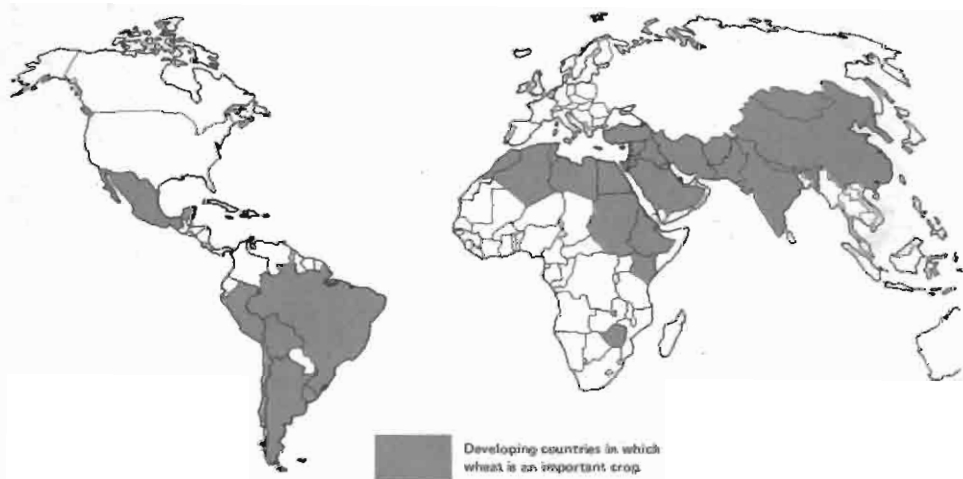 Developing countries in which
wheat is an important crop